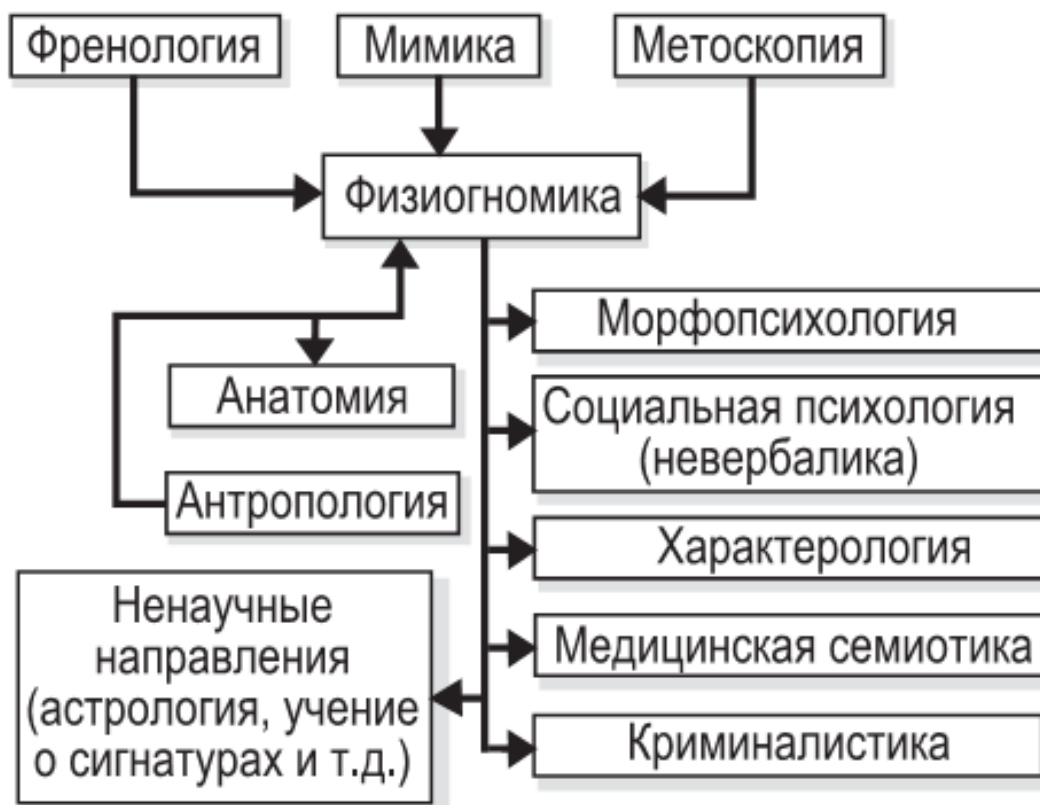 Френология
Мимика
Метоскопия
Физиогномика
Морфопсихология
Анатомия
Социальная психология
(невербалика)
Антропология
Характерология
Ненаучные
направления
(астрология, учение
о сигнатурах и т.д.)
Медицинская семиотика
Криминалистика